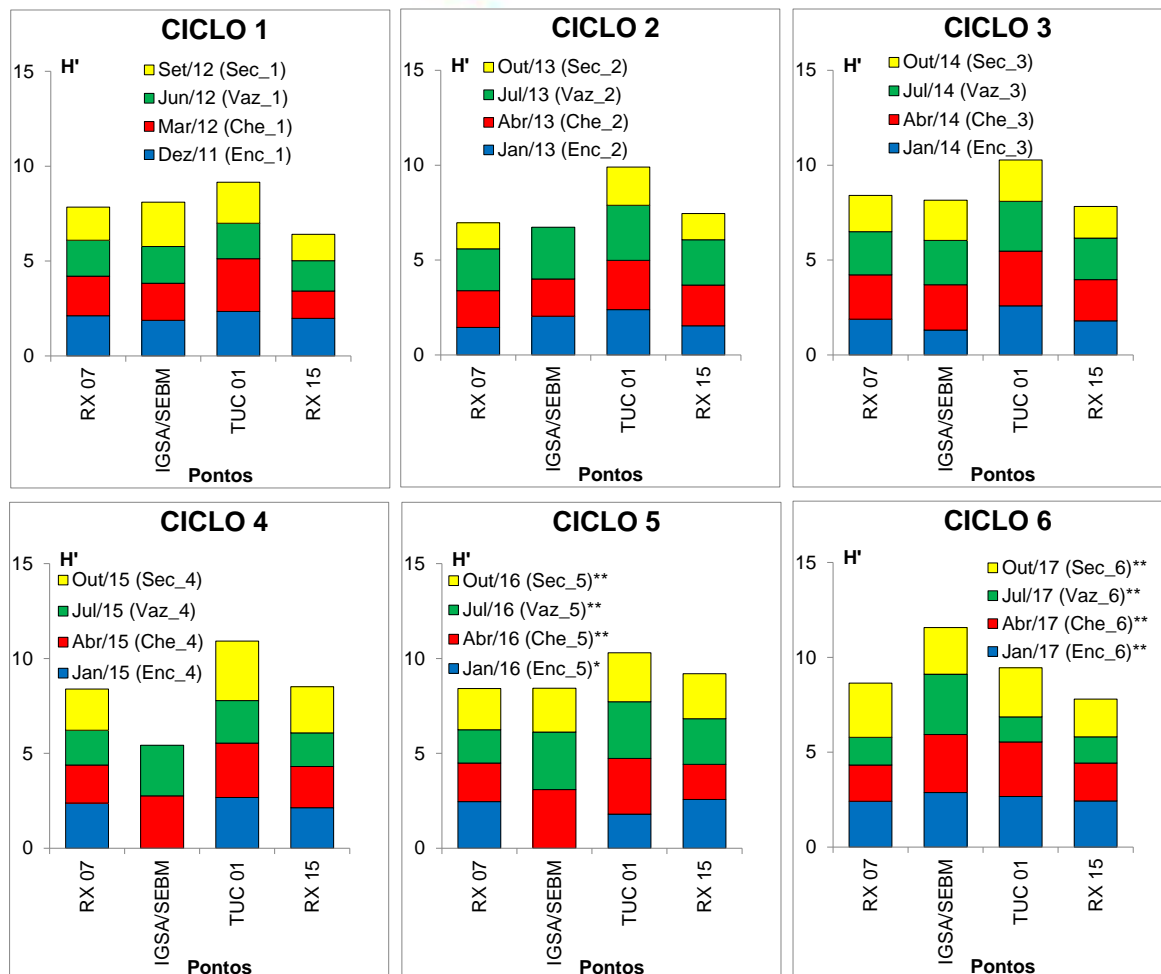 CICLO 1
H'
15
10
5
0
Set/12 (Sec_1)
Jun/12 (Vaz_1)
Mar/12 (Che_1)
Dez/11 (Enc_1)
RX 07
IGSA/SEBM
TUC 01
RX 15
Pontos
CICLO 2
H'
15
10
5
0
Out/13 (Sec_2)
Jul/13 (Vaz_2)
Abr/13 (Che_2)
Jan/13 (Enc_2)
RX 07
IGSA/SEBM
TUC 01
RX 15
Pontos
CICLO 3
H'
15
10
5
0
Out/14 (Sec_3)
Jul/14 (Vaz_3)
Abr/14 (Che_3)
Jan/14 (Enc_3)
RX 07
IGSA/SEBM
TUC 01
RX 15
Pontos
CICLO 4
H'
15
10
5
0
Out/15 (Sec_4)
Jul/15 (Vaz_4)
Abr/15 (Che_4)
Jan/15 (Enc_4)
RX 07
IGSA/SEBM
TUC 01
RX 15
Pontos
CICLO 5
H'
15
10
5
0
Out/16 (Sec_5)**
Jul/16 (Vaz_5)**
Abr/16 (Che_5)**
Jan/16 (Enc_5)*
RX 07
IGSA/SEBM
TUC 01
RX 15
Pontos
CICLO 6
H'
15
10
5
0
Out/17 (Sec_6)**
Jul/17 (Vaz_6)**
Abr/17 (Che_6)**
Jan/17 (Enc_6)**
RX 07
IGSA/SEBM
TUC 01
RX 15
Pontos